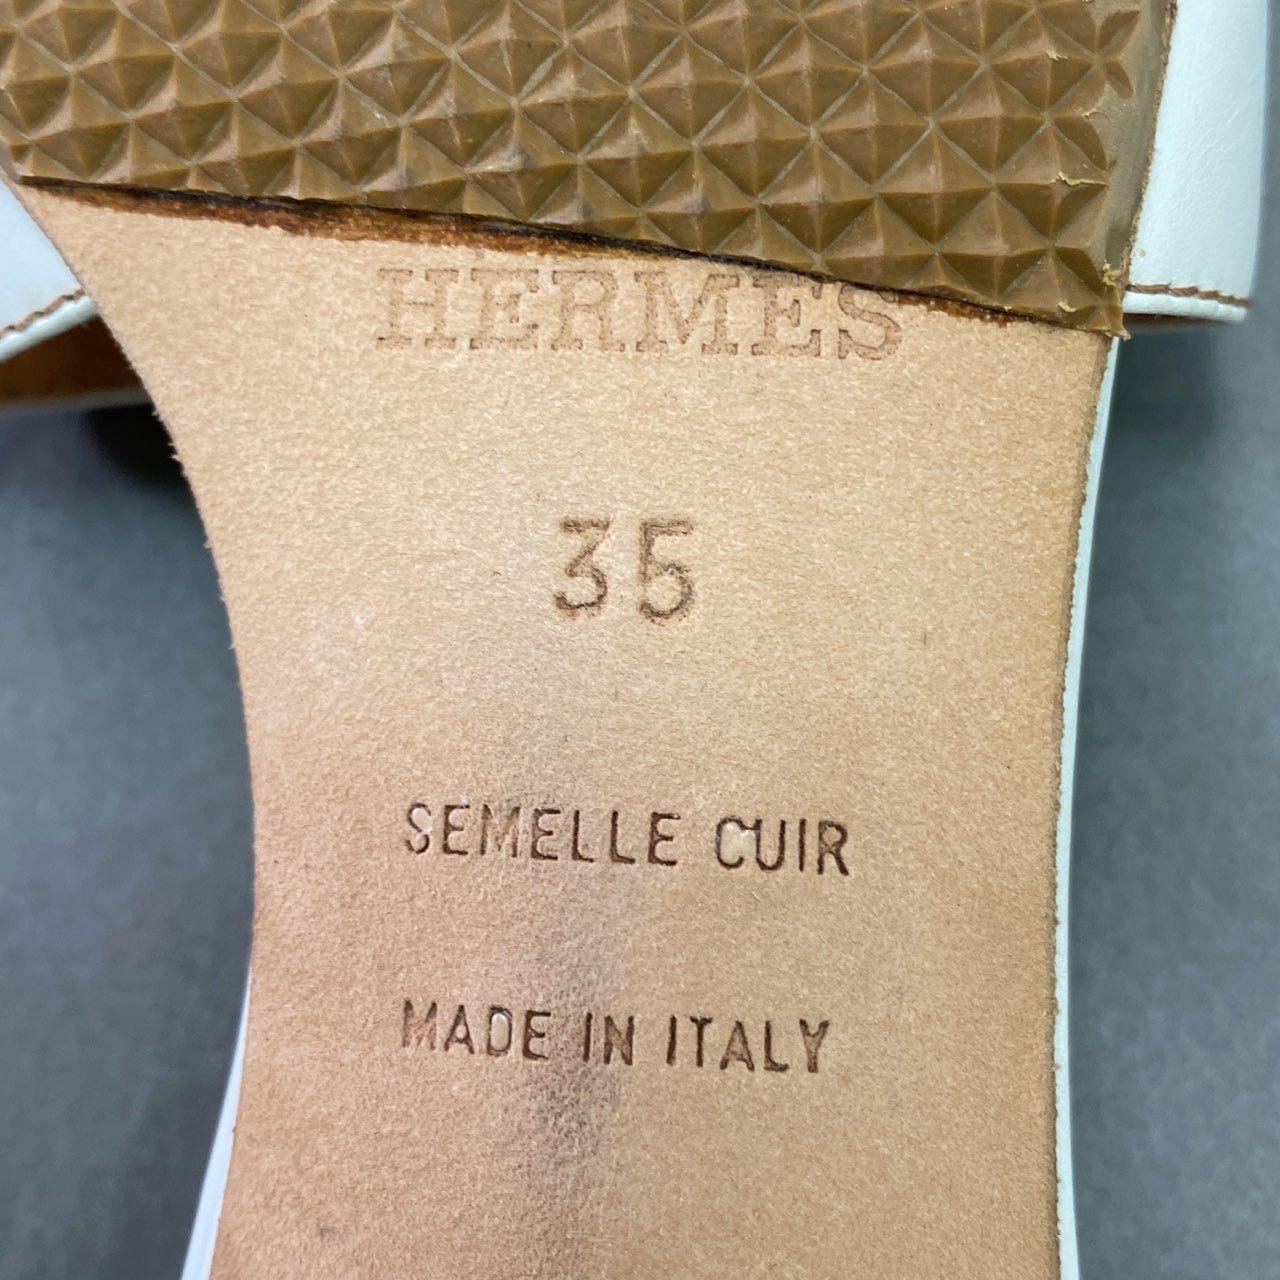 HERMES
35
SEMELLE CUIR
MADE IN ITALY